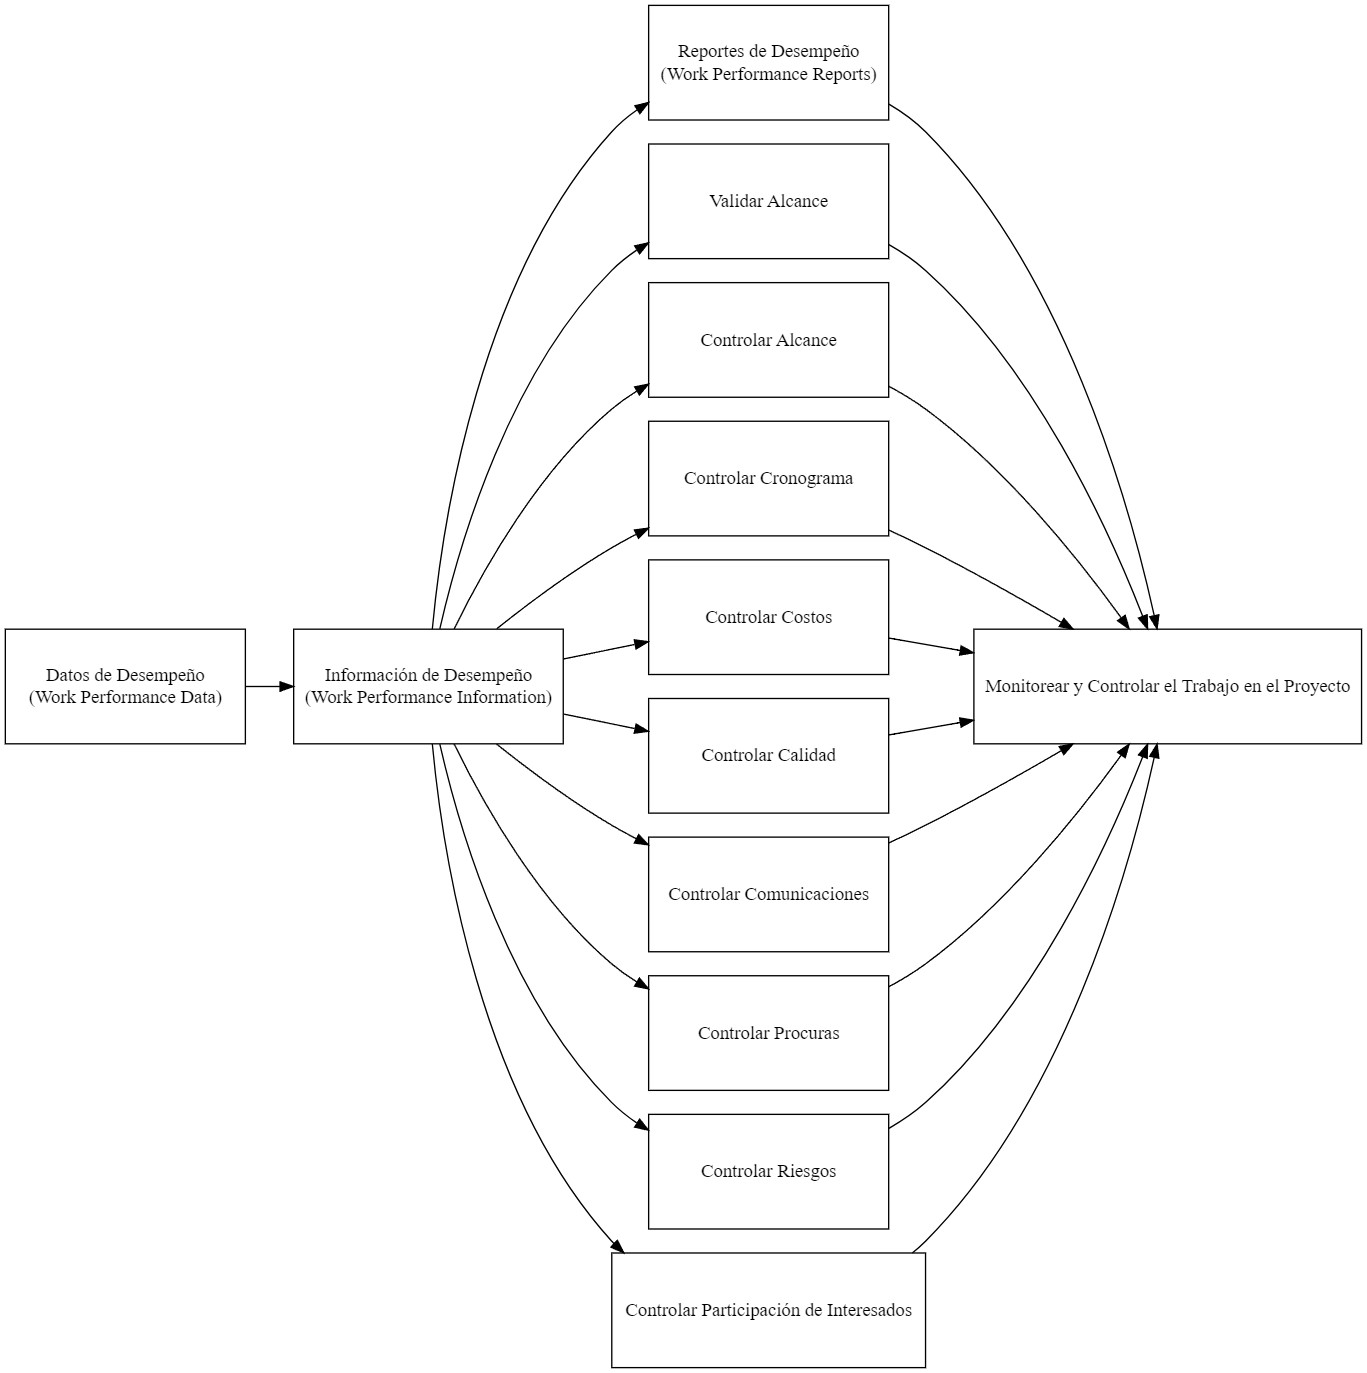 Reportes de Desempeño
(Work Performance Reports)
Validar Alcance
Controlar Alcance
Controlar Cronograma
Controlar Costos
Datos de Desempeño
(Work Performance Data)
Información de Desempeño
(Work Performance Information)
Monitorear y Controlar el Trabajo en el Proyecto
Controlar Calidad
Controlar Comunicaciones
Controlar Procuras
Controlar Riesgos
Controlar Participación de Interesados